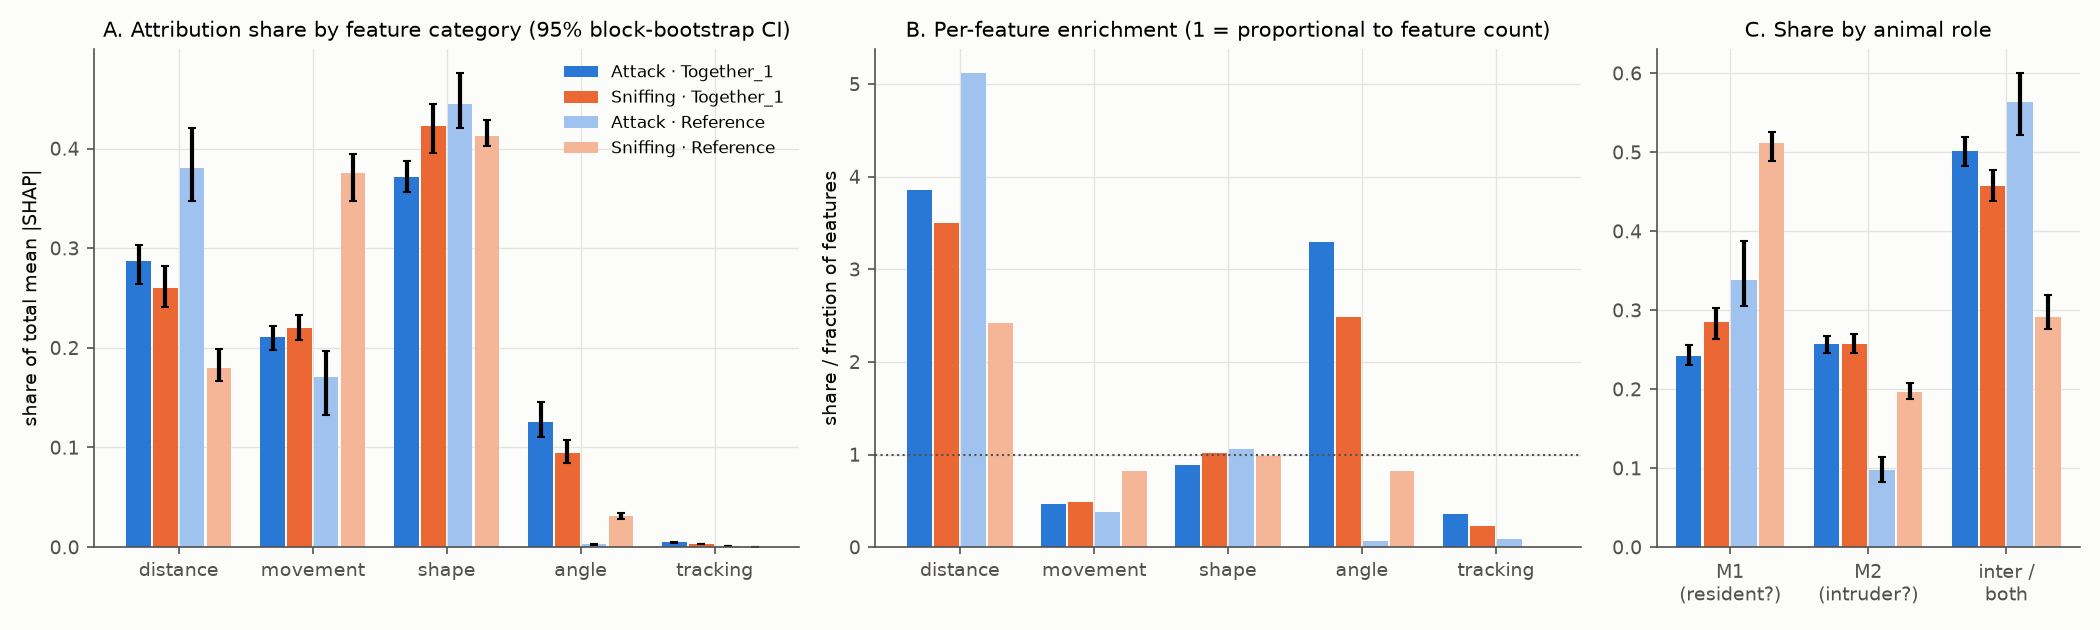 A. Attribution share by feature category (95% block-bootstrap CI)
share of total mean |SHAP|
0.4
0.3
0.2
0.1
0.0
Attack · Together_1
Sniffing · Together_1
Attack · Reference
Sniffing · Reference
distance movement shape angle tracking
B. Per-feature enrichment (1 = proportional to feature count)
share / fraction of features
5
4
3
2
1
0
distance movement shape angle tracking
C. Share by animal role
0.6
0.5
0.4
0.3
0.2
0.1
0.0
M1 M2 inter /
(resident?) (intruder?) both